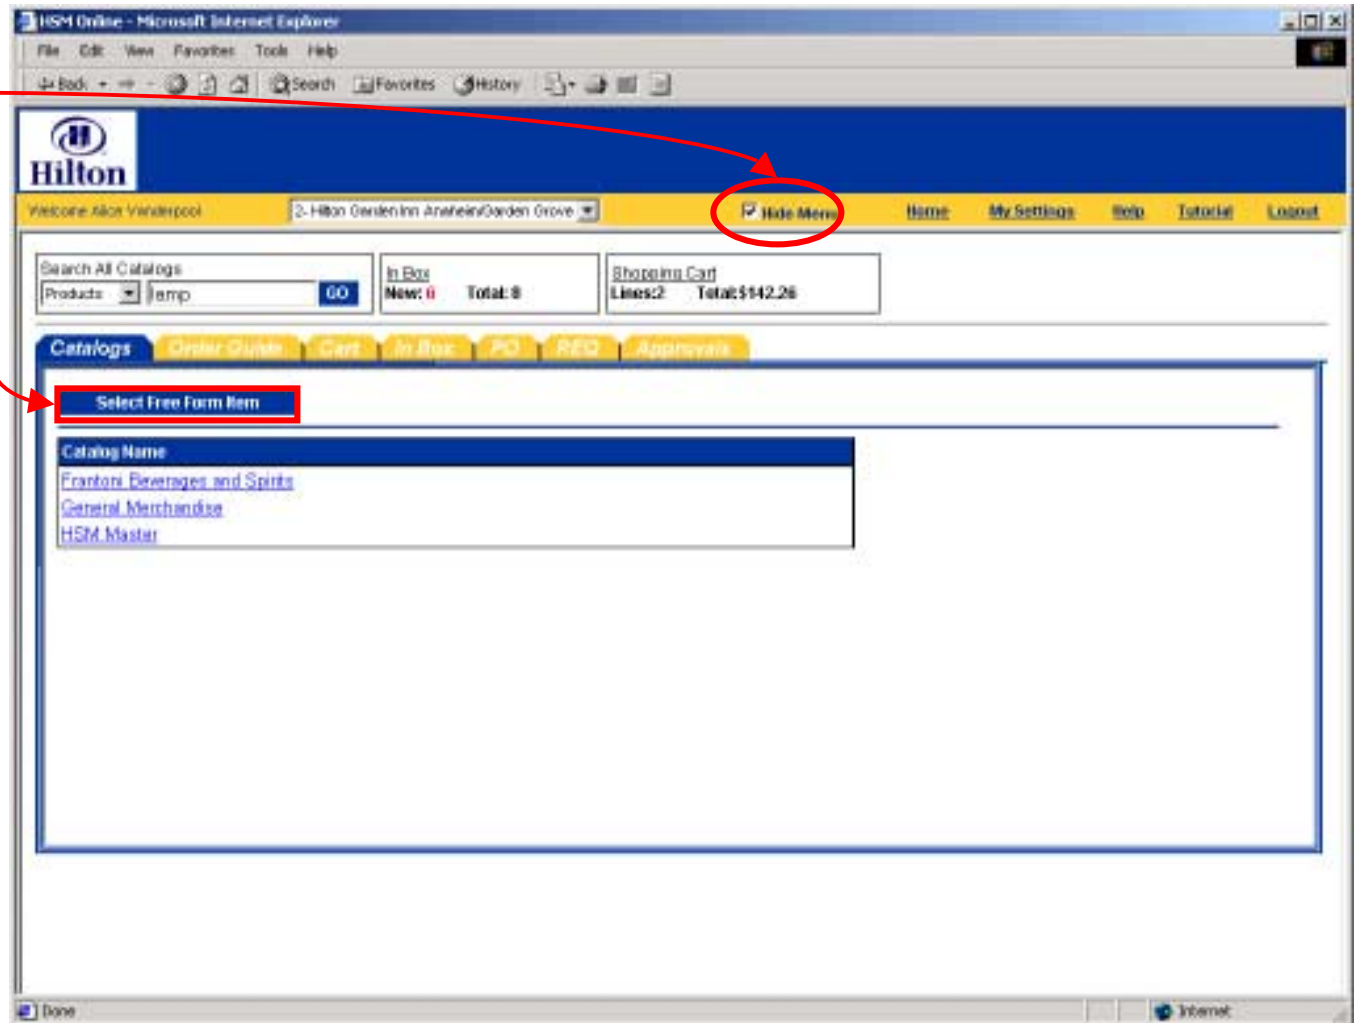 HSM Online - Microsoft Internet Explorer
File Edit View Favorites Tools Help
Back Search Favorites History
Hilton
Welcome Alice Vanderpool 2- Hilton Garden Inn Anaheim/Garden Grove Hide Menu Home My Settings Help Tutorial Logout
Search All Catalogs
Products lamp GO
In Box
New: 0 Total: 8
Shopping Cart
Lines:2 Total:$142.26
Catalogs Order Guide Cart In Box PO REQ Approvals
Select Free Form Item
Catalog Name
Frantoni Beverages and Spirits
General Merchandise
HSM Master
Done Internet